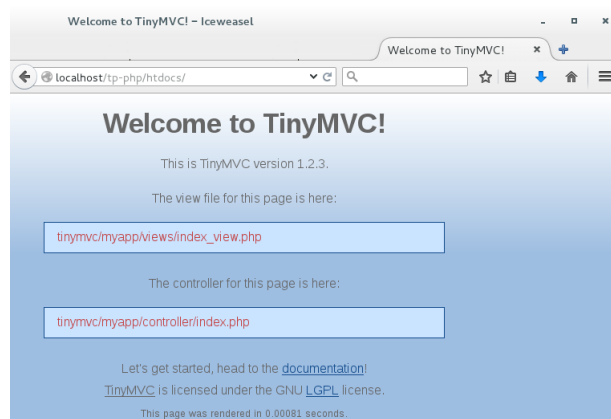 Welcome to TinyMVC! – Iceweasel
Welcome to TinyMVC!
localhost/tp-php/htdocs/
Welcome to TinyMVC!
This is TinyMVC version 1.2.3.
The view file for this page is here:
tinymvc/myapp/views/index_view.php
The controller for this page is here:
tinymvc/myapp/controller/index.php
Let's get started, head to the documentation!
TinyMVC is licensed under the GNU LGPL license.
This page was rendered in 0.00081 seconds.